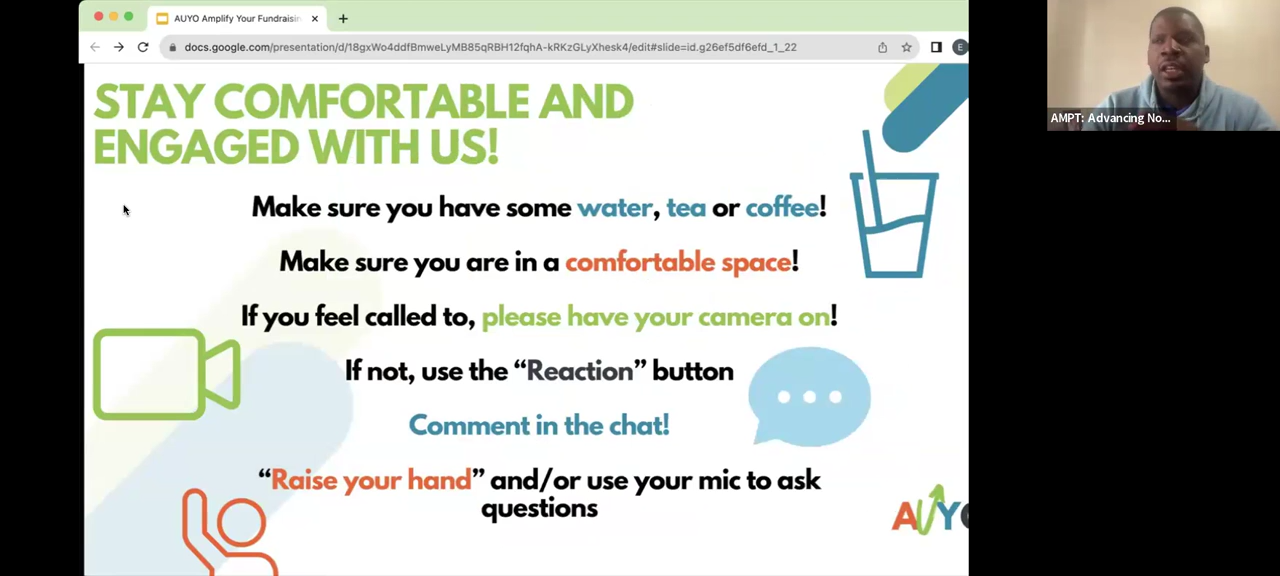 AUYO Amplify Your Fundraisin
docs.google.com/presentation/d/18gxWo4ddfBmweLyMB85qRBH12fqhA-kRKzGLyXhesk4/edit#slide=id.g26ef5df6efd_1_22
E
STAY COMFORTABLE AND
ENGAGED WITH US!
Make sure you have some water, tea or coffee!
Make sure you are in a comfortable space!
If you feel called to, please have your camera on!
If not, use the “Reaction” button
Comment in the chat!
“Raise your hand” and/or use your mic to ask
questions
AUYO
AMPT: Advancing No...